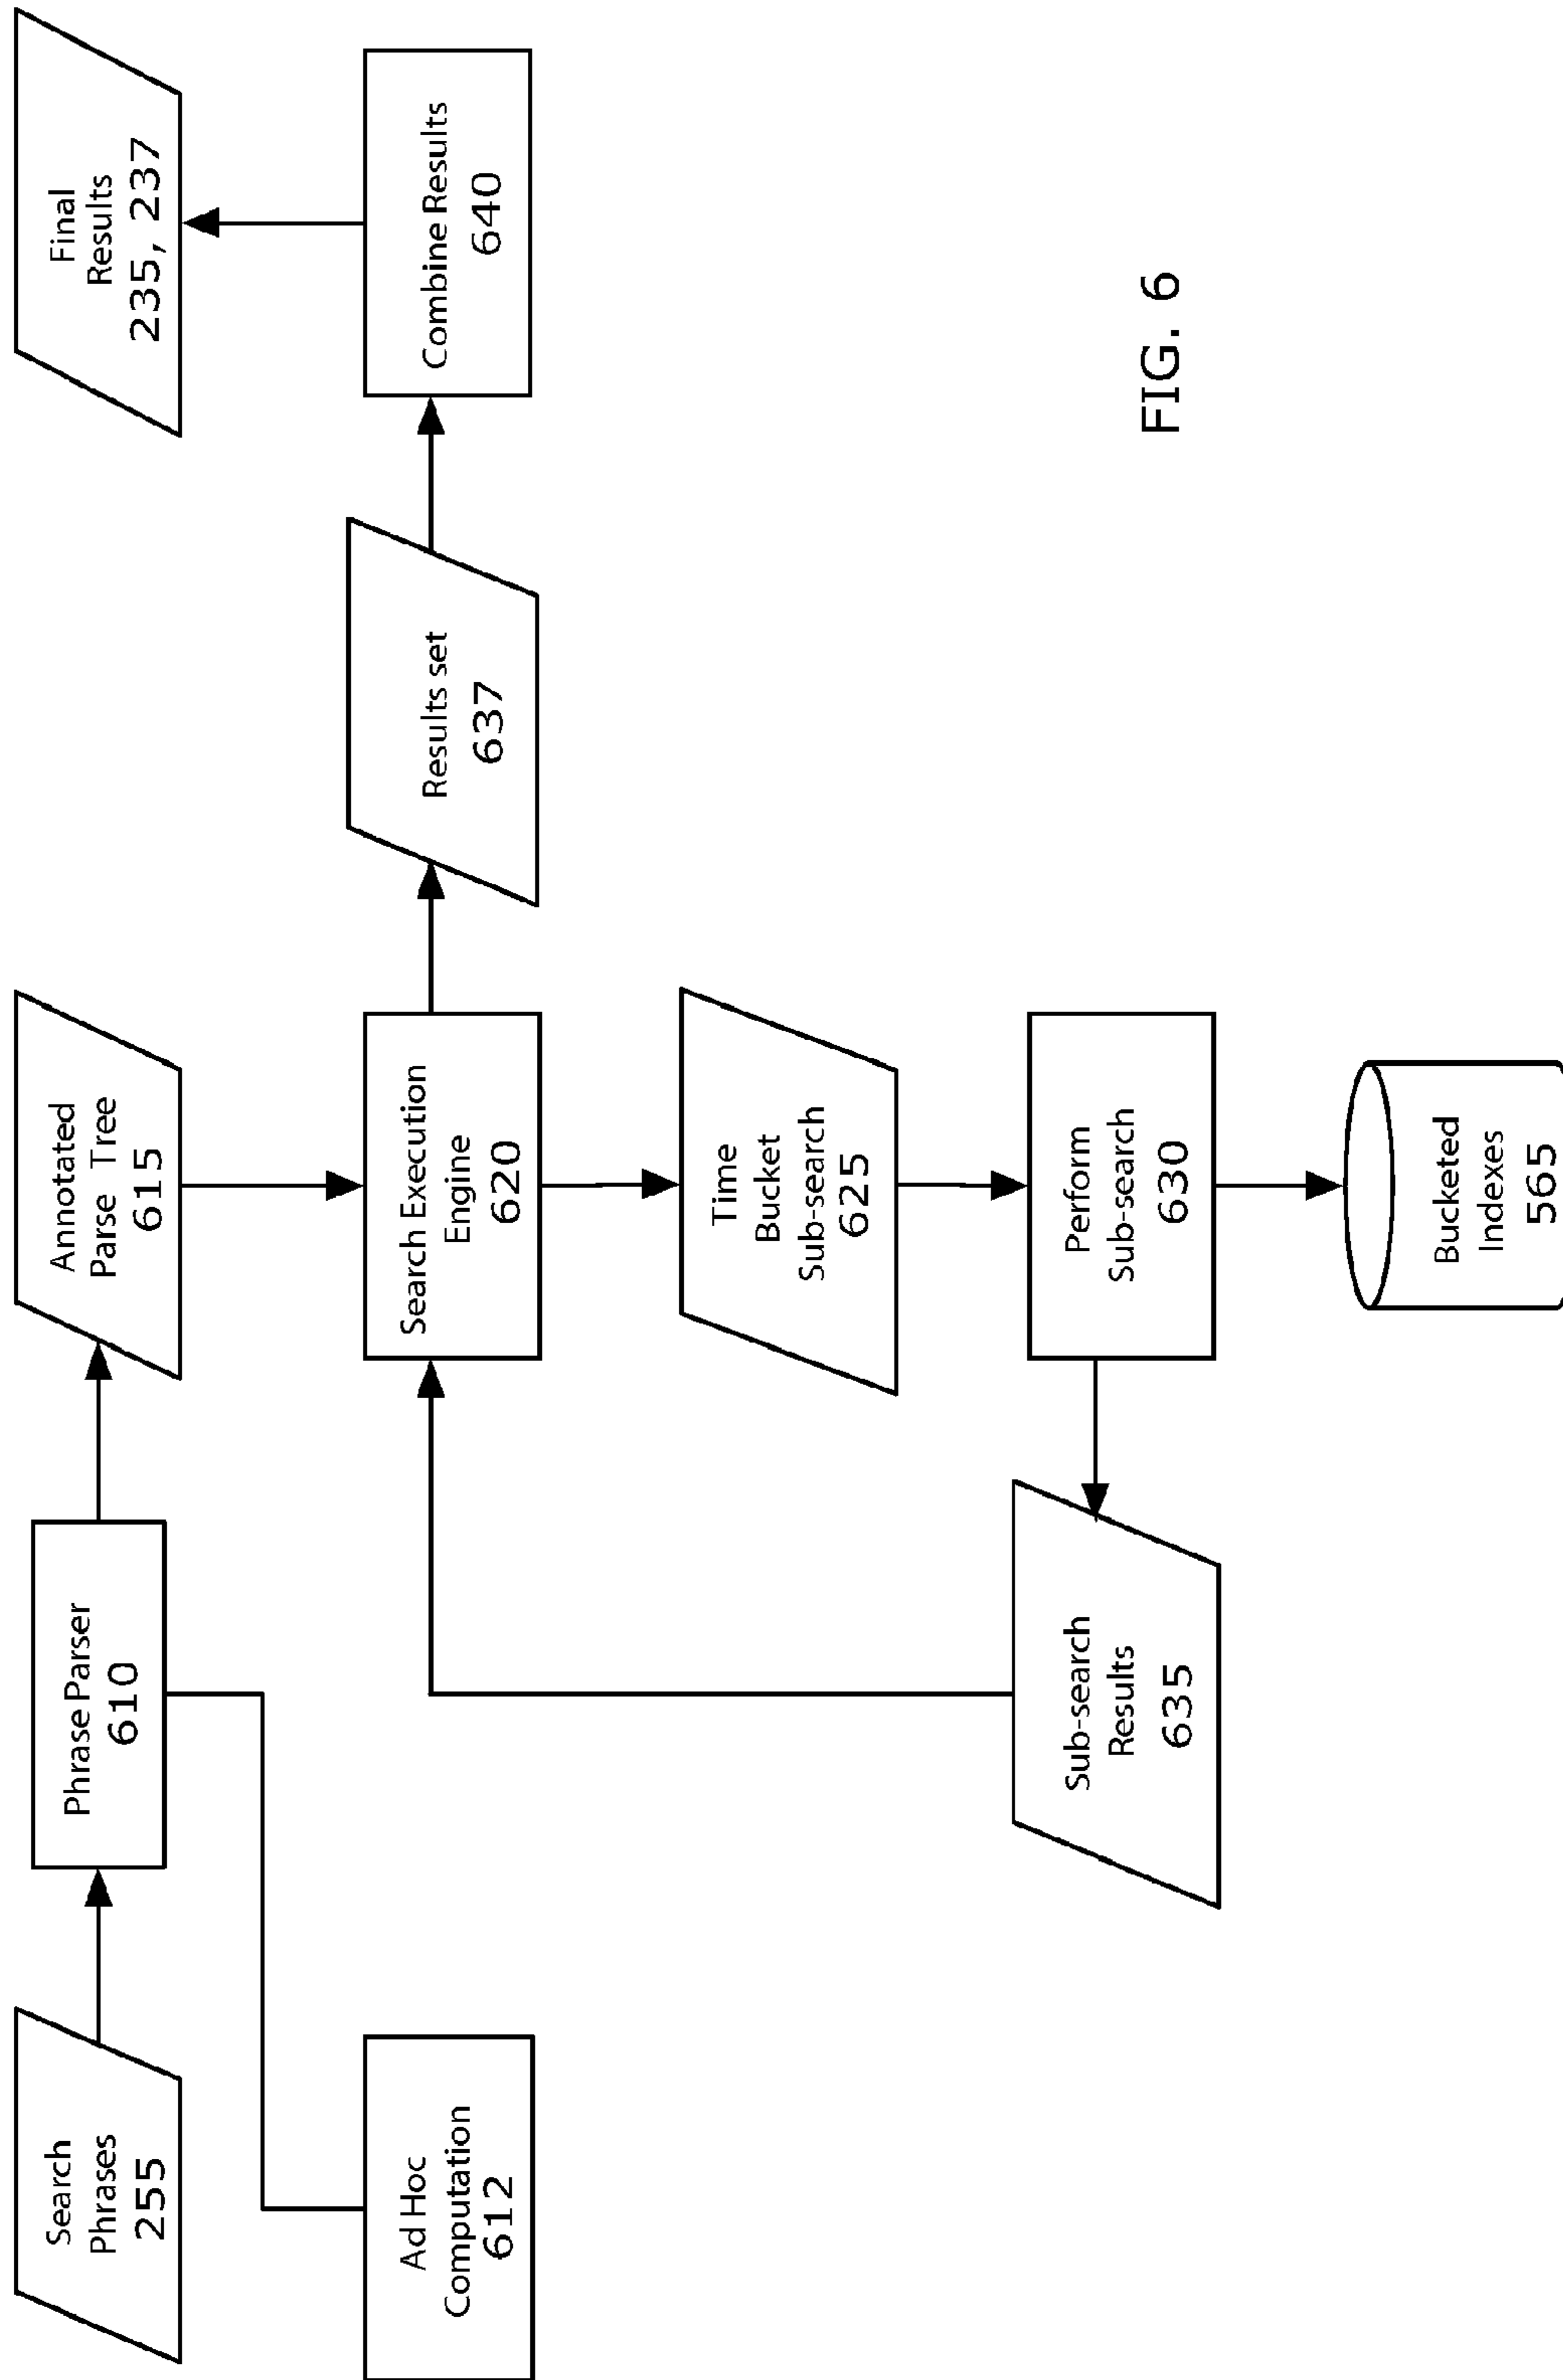 Search
Phrases
255
Phrase Parser
610
Annotated
Parse Tree
615
Final
Results
235, 237
Ad Hoc
Computation
612
Search Execution
Engine
620
Results set
637
Combine Results
640
Time
Bucket
Sub-search
625
Sub-search
Results
635
Perform
Sub-search
630
Bucketed
Indexes
565
FIG. 6